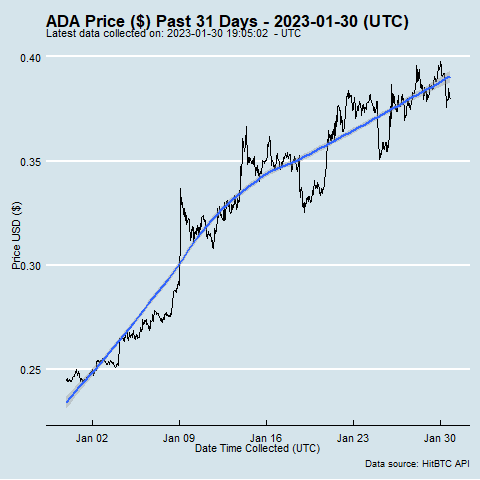 ADA Price ($) Past 31 Days - 2023-01-30 (UTC)
Latest data collected on: 2023-01-30 19:05:02 - UTC
0.40
0.35
0.30
0.25
Price USD ($)
Jan 02 Jan 09 Jan 16 Jan 23 Jan 30
Date Time Collected (UTC)
Data source: HitBTC API